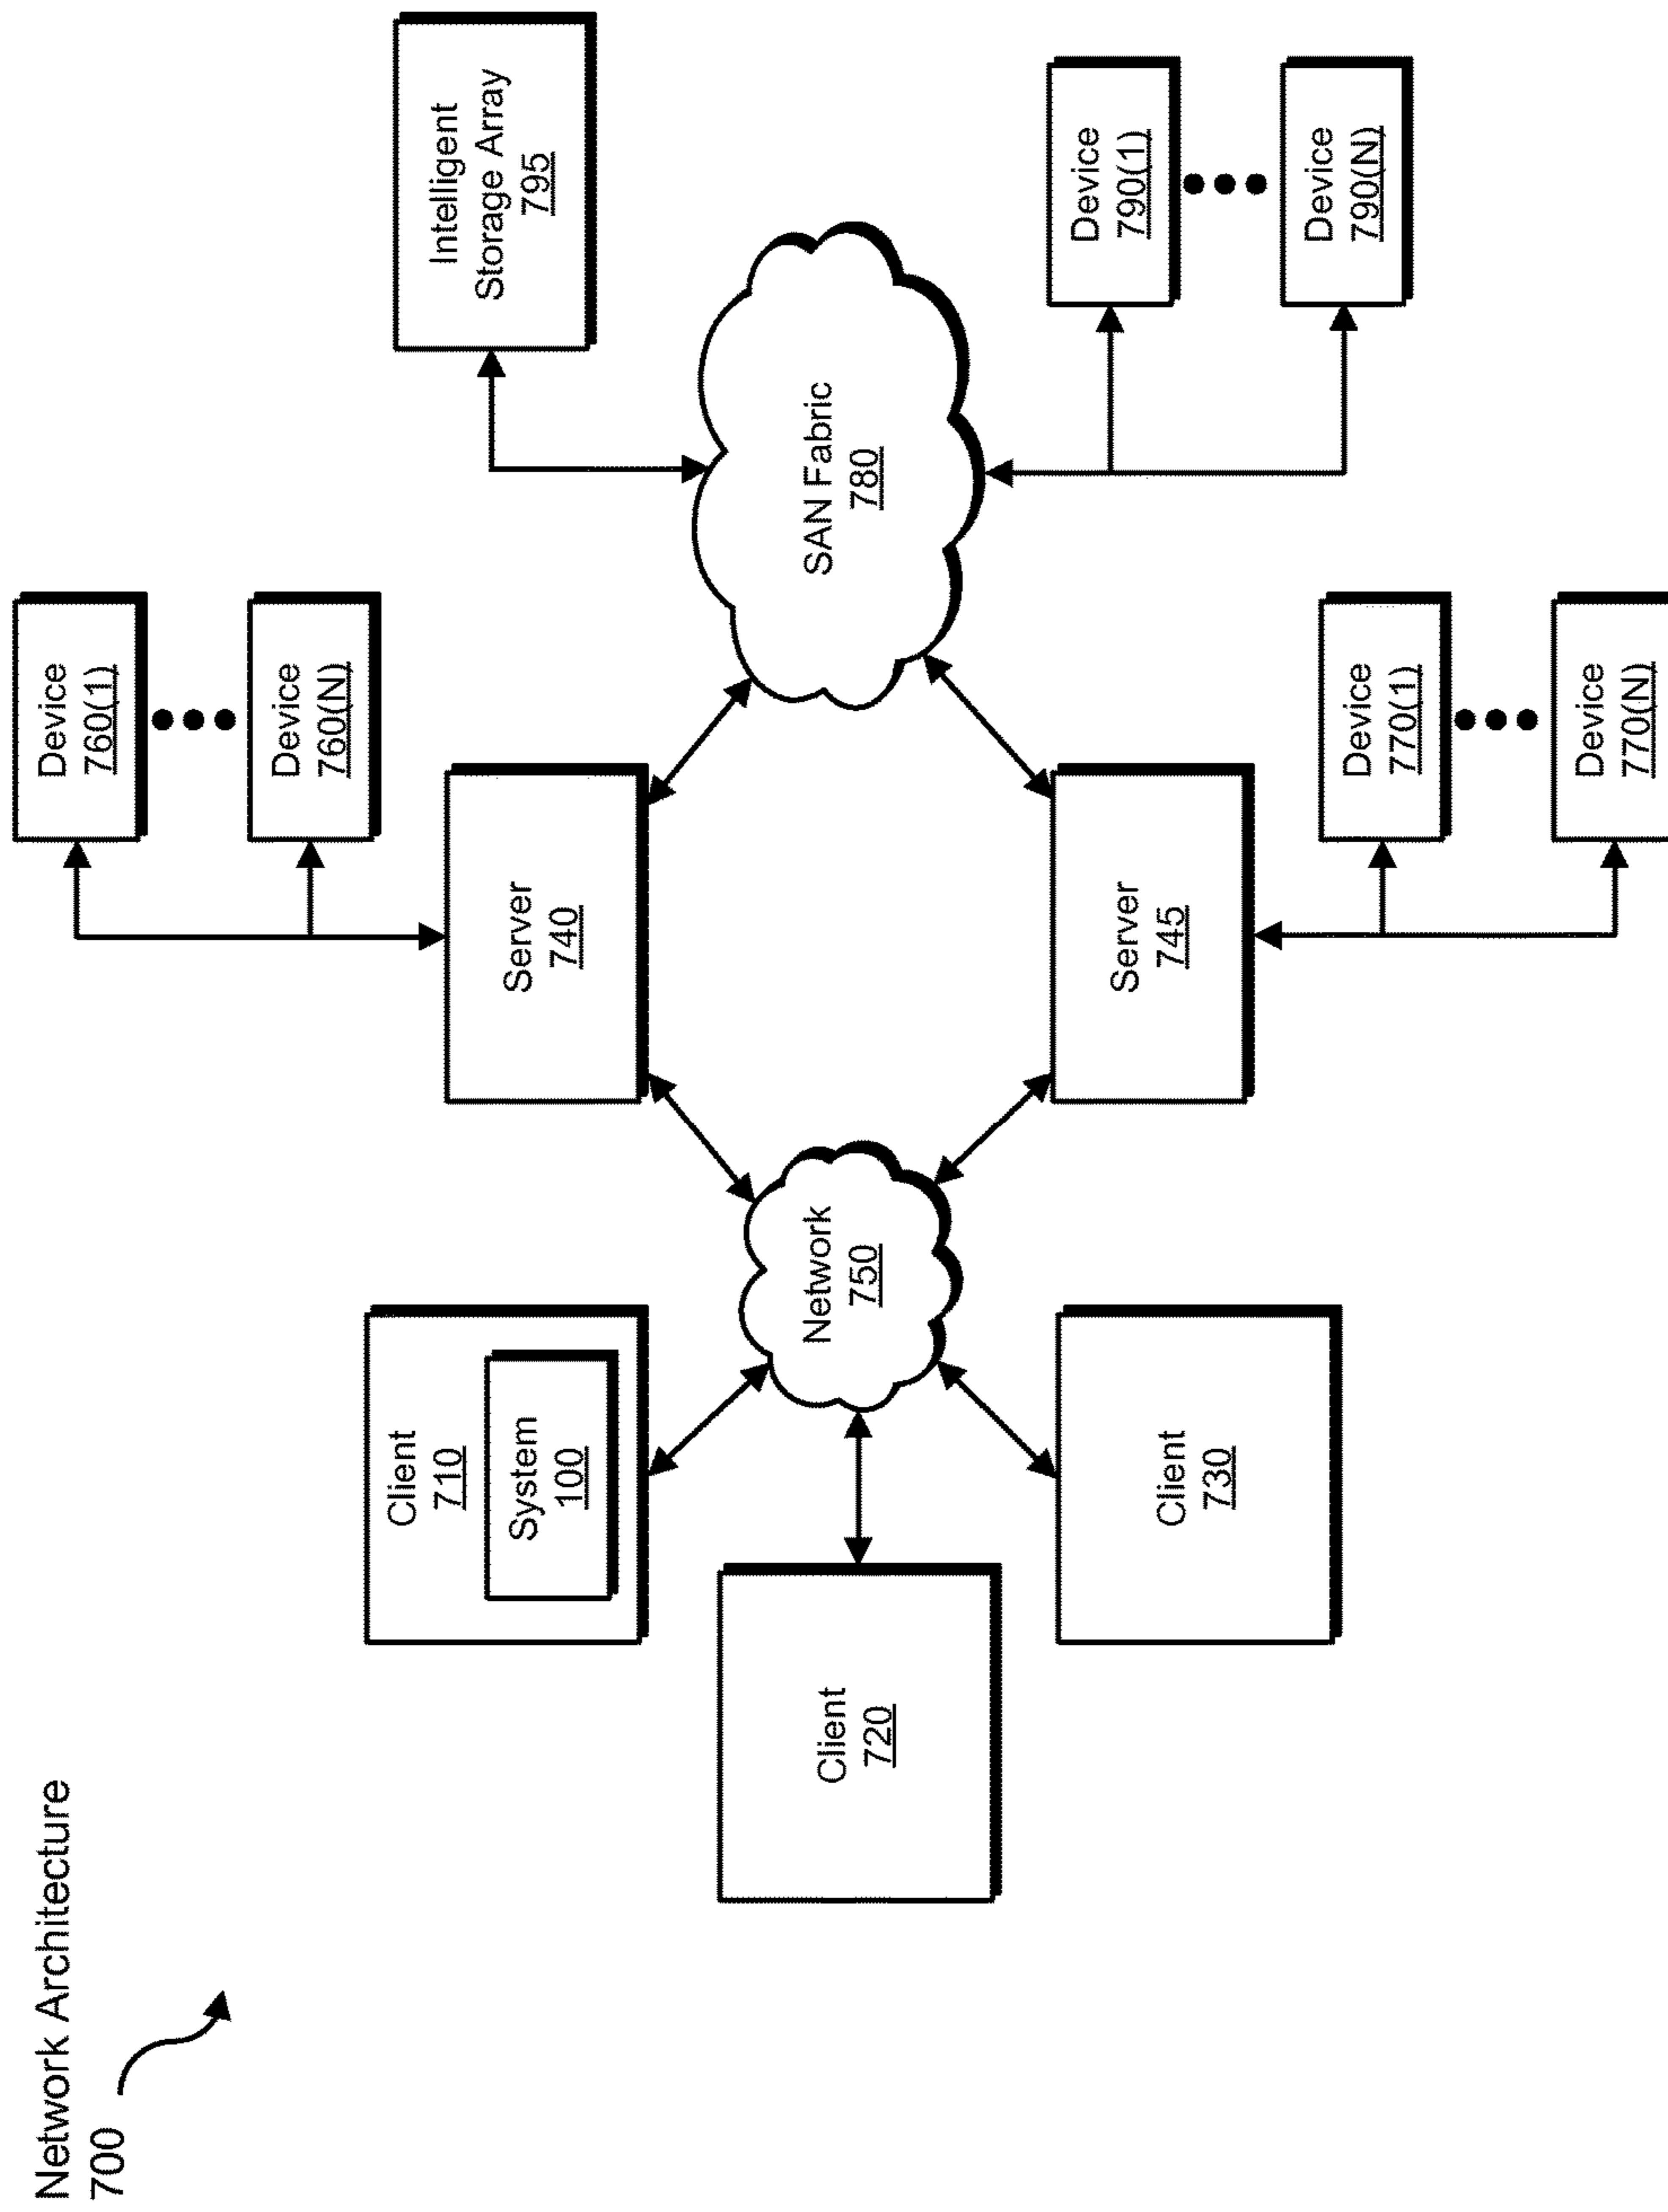 Network Architecture
700
Client
710
System
100
Client
720
Client
730
Network
750
Server
740
Server
745
Device
760(1)
Device
760(N)
Device
770(1)
Device
770(N)
SAN Fabric
780
Intelligent
Storage Array
795
Device
790(1)
Device
790(N)